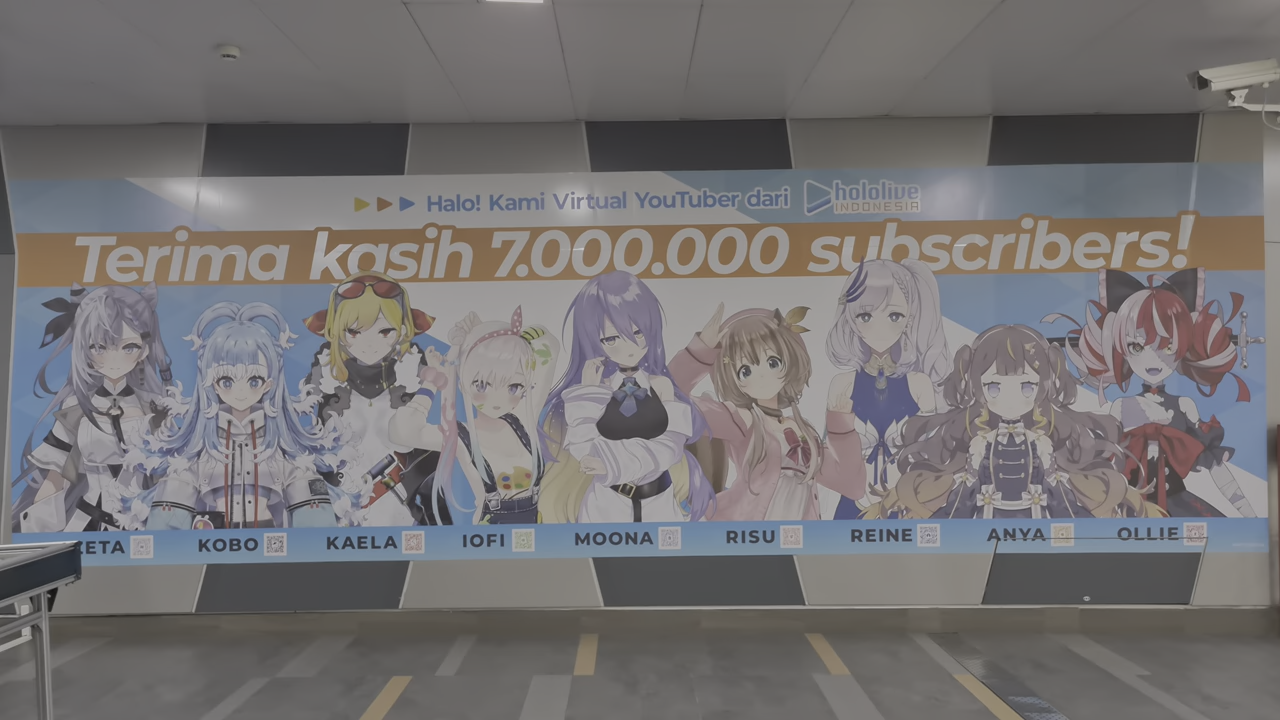 Halo! Kami Virtual YouTuber dari hololive INDONESIA
Terima kasih 7.000.000 subscribers!
ZETA KOBO KAELA IOFI MOONA RISU REINE ANYA OLLIE